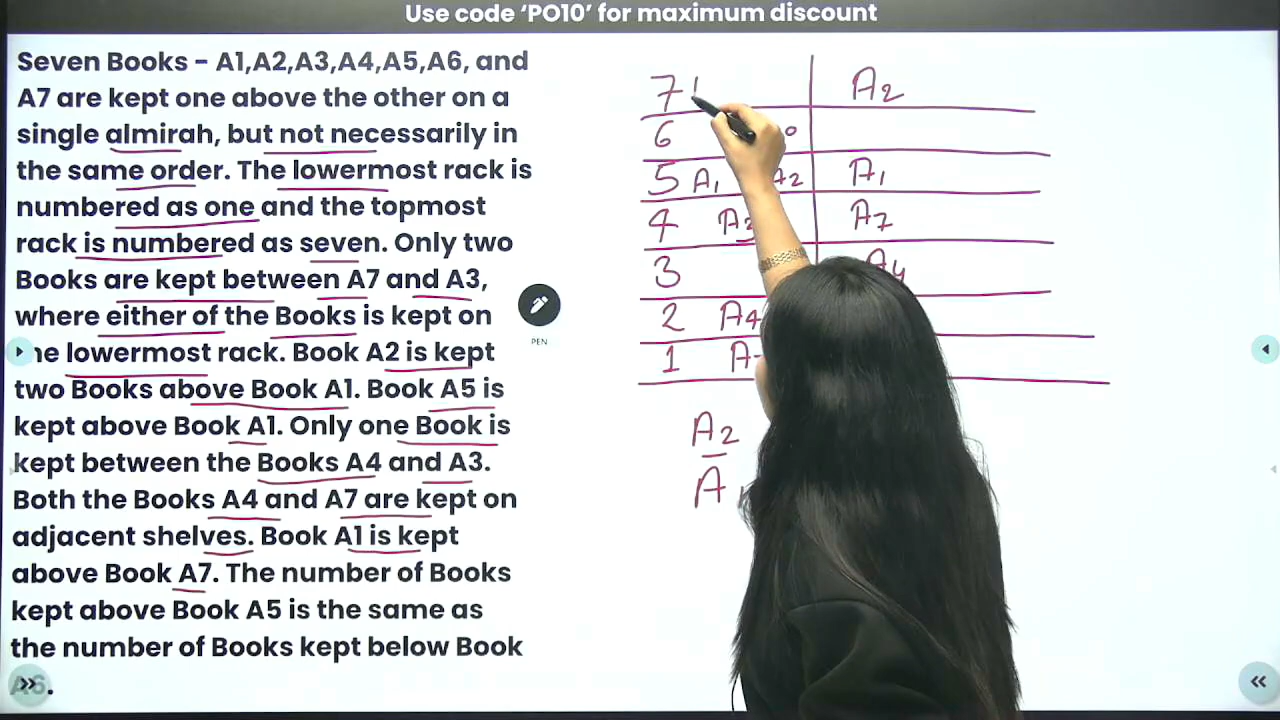 Use code ‘PO10’ for maximum discount
Seven Books – A1,A2,A3,A4,A5,A6, and
A7 are kept one above the other on a
single almirah, but not necessarily in
the same order. The lowermost rack is
numbered as one and the topmost
rack is numbered as seven. Only two
Books are kept between A7 and A3,
where either of the Books is kept on
lowermost rack. Book A2 is kept
two Books above Book A1. Book A5 is
kept above Book A1. Only one Book is
kept between the Books A4 and A3.
Both the Books A4 and A7 are kept on
adjacent shelves. Book A1 is kept
above Book A7. The number of Books
kept above Book A5 is the same as
the number of Books kept below Book
A6.
PEN
7 A2
6
5 A1 A2 A1
4 A3 A7
3 A4
2 A4
1
A2
A